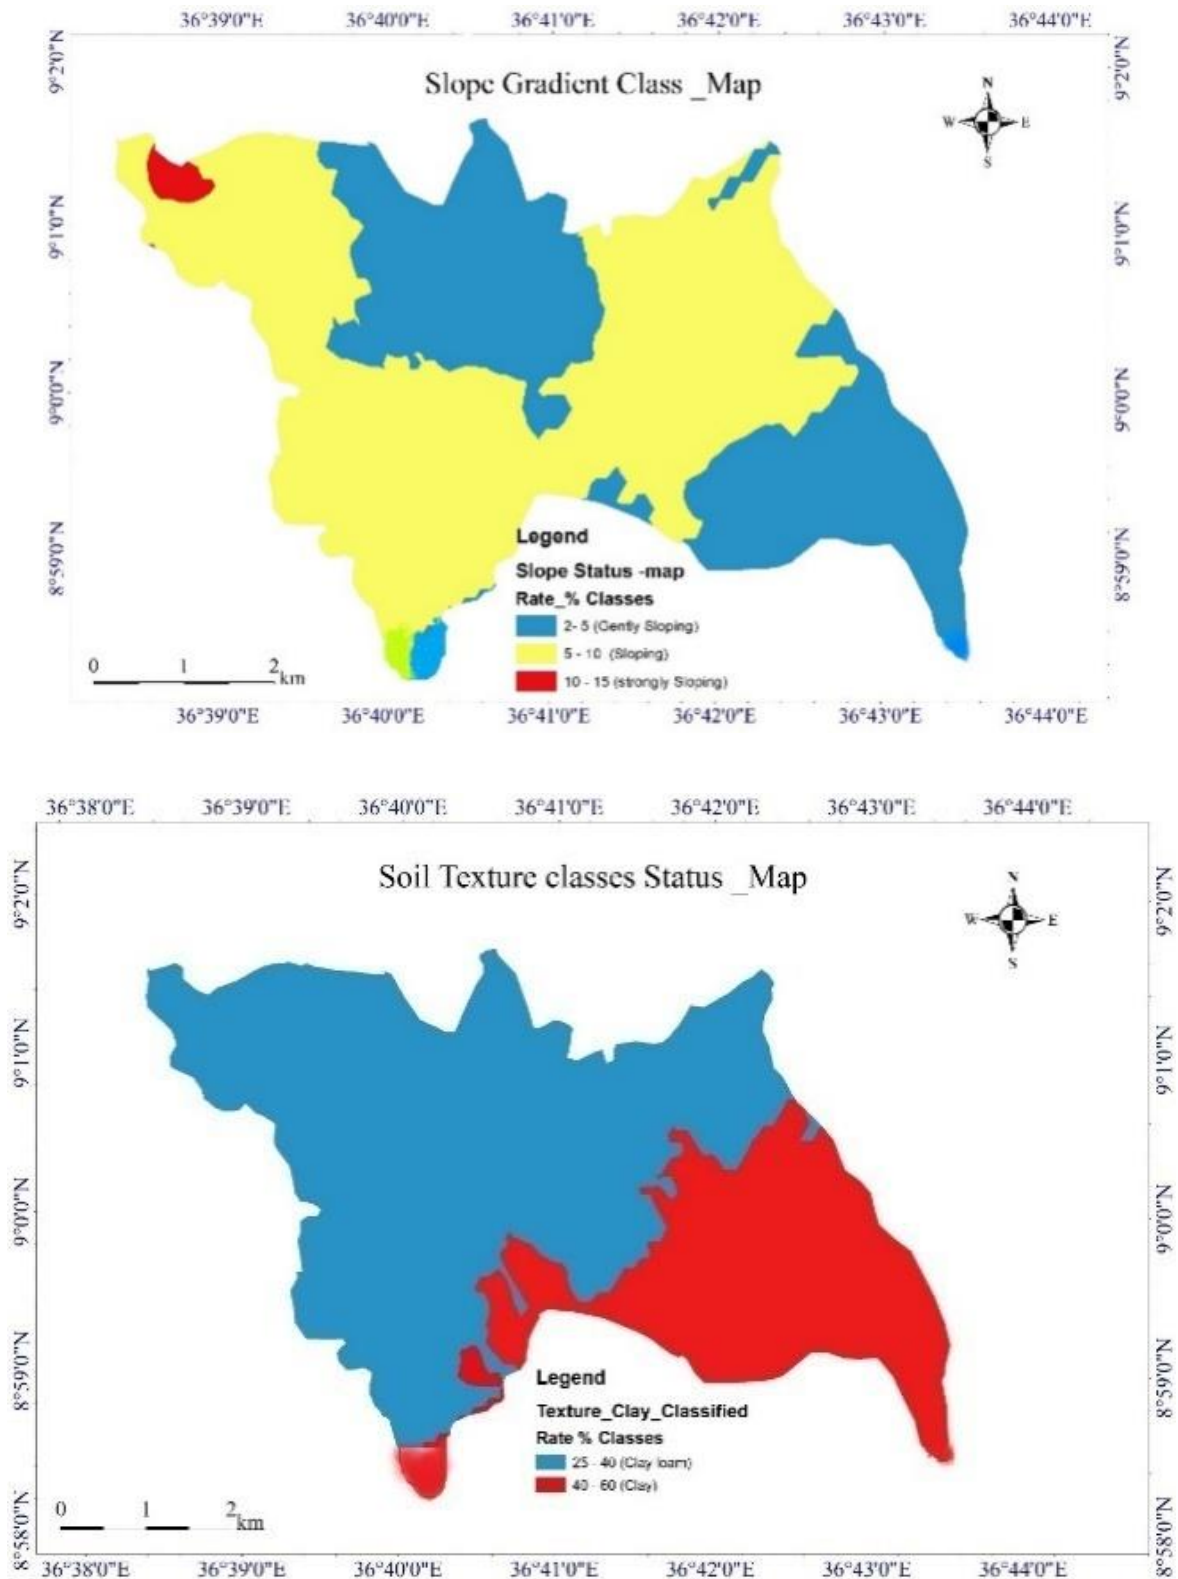 36°39'0"E 36°40'0"E 36°41'0"E 36°42'0"E 36°43'0"E 36°44'0"E
9°2'0"N 9°2'0"N
Slope Gradient Class _Map
N
W E
S
9°1'0"N 9°1'0"N
9°0'0"N 9°0'0"N
8°59'0"N 8°59'0"N
Legend
Slope Status -map
Rate_% Classes
2- 5 (Gently Sloping)
5 - 10 (Sloping)
10 - 15 (strongly Sloping)
0 1 2
km
36°39'0"E 36°40'0"E 36°41'0"E 36°42'0"E 36°43'0"E 36°44'0"E
36°38'0"E 36°39'0"E 36°40'0"E 36°41'0"E 36°42'0"E 36°43'0"E 36°44'0"E
9°2'0"N 9°2'0"N
Soil Texture classes Status _Map
N
W E
S
9°1'0"N 9°1'0"N
9°0'0"N 9°0'0"N
8°59'0"N 8°59'0"N
Legend
Texture_Clay_Classified
Rate % Classes
25 - 40 (Clay loam)
40 - 60 (Clay)
0 1 2
km
8°58'0"N 8°58'0"N
36°38'0"E 36°39'0"E 36°40'0"E 36°41'0"E 36°42'0"E 36°43'0"E 36°44'0"E